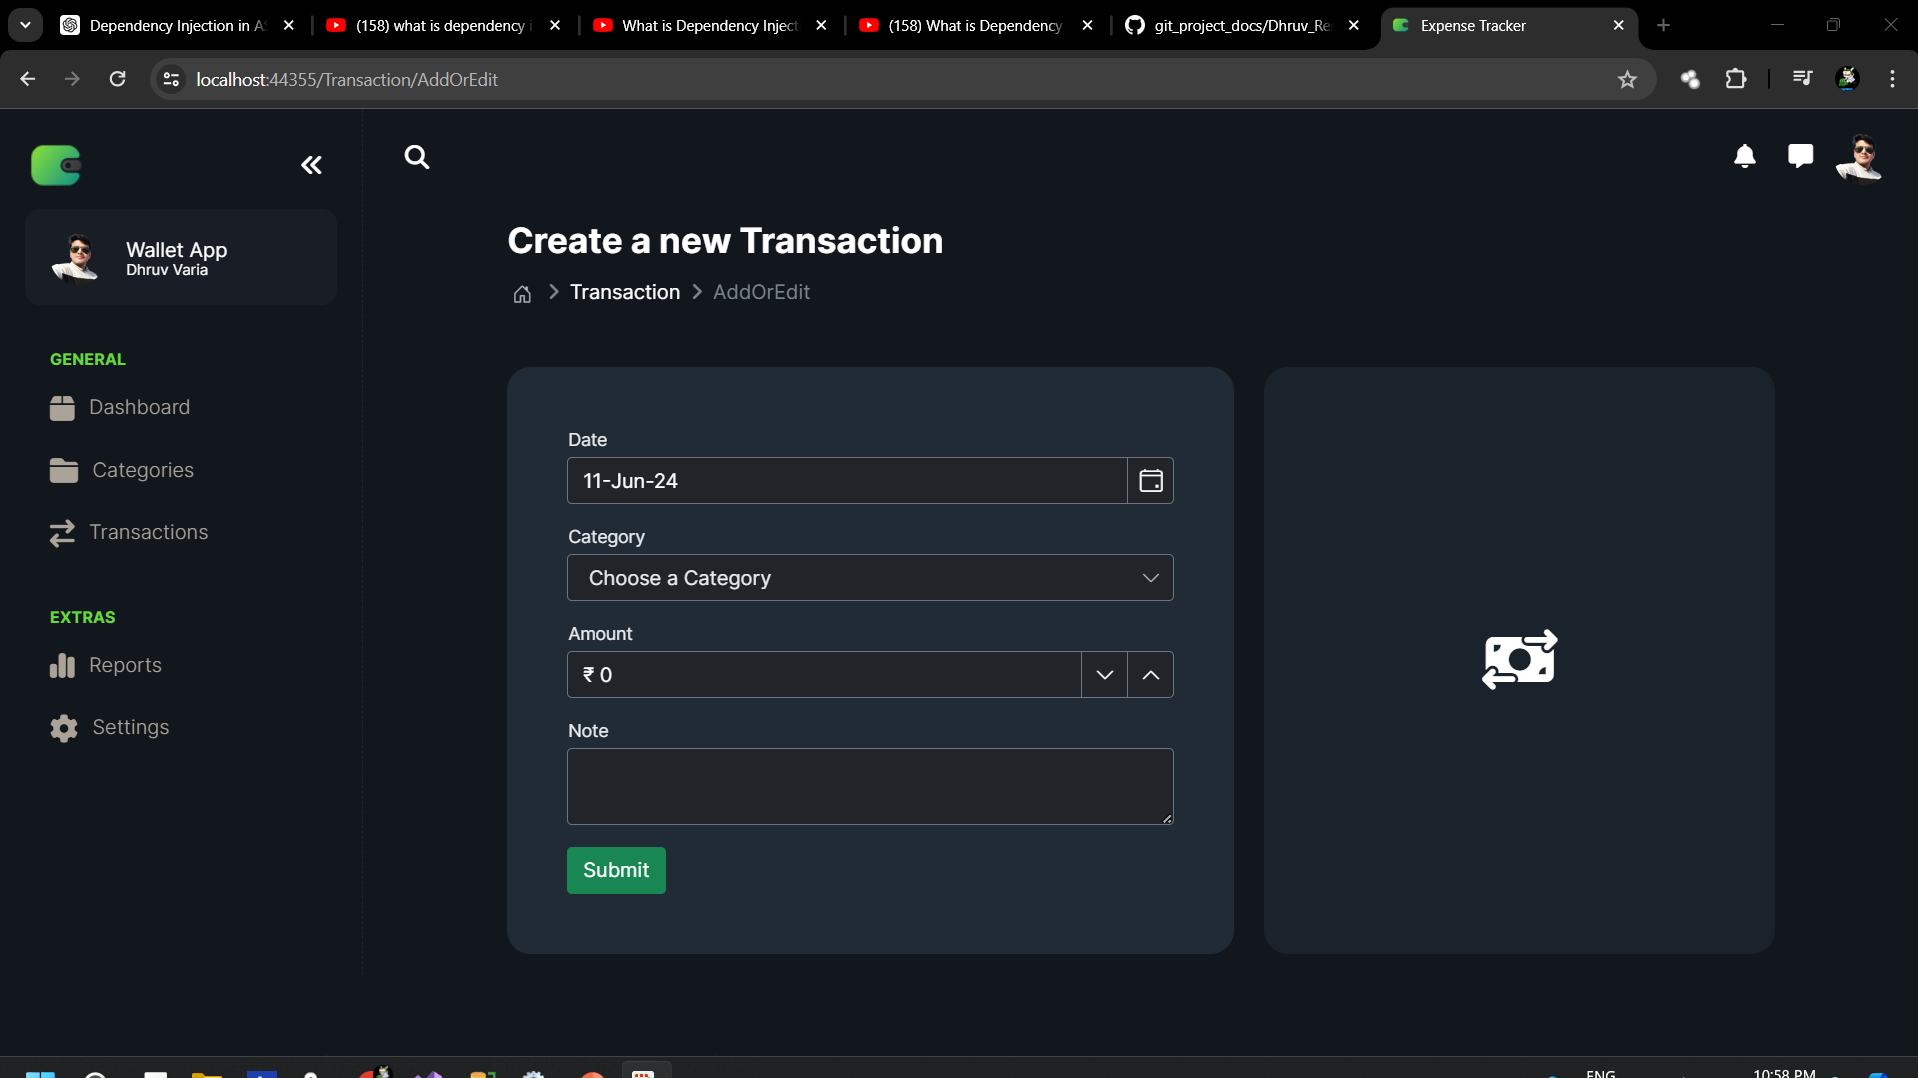 Dependency Injection in AS
(158) what is dependency i
What is Dependency Inject
(158) What is Dependency
git_project_docs/Dhruv_Re
Expense Tracker
localhost:44355/Transaction/AddOrEdit
Wallet App
Dhruv Varia
GENERAL
Dashboard
Categories
Transactions
EXTRAS
Reports
Settings
Create a new Transaction
Transaction
AddOrEdit
Date
11-Jun-24
Category
Choose a Category
Amount
₹ 0
Note
Submit
ENG
10:58 PM